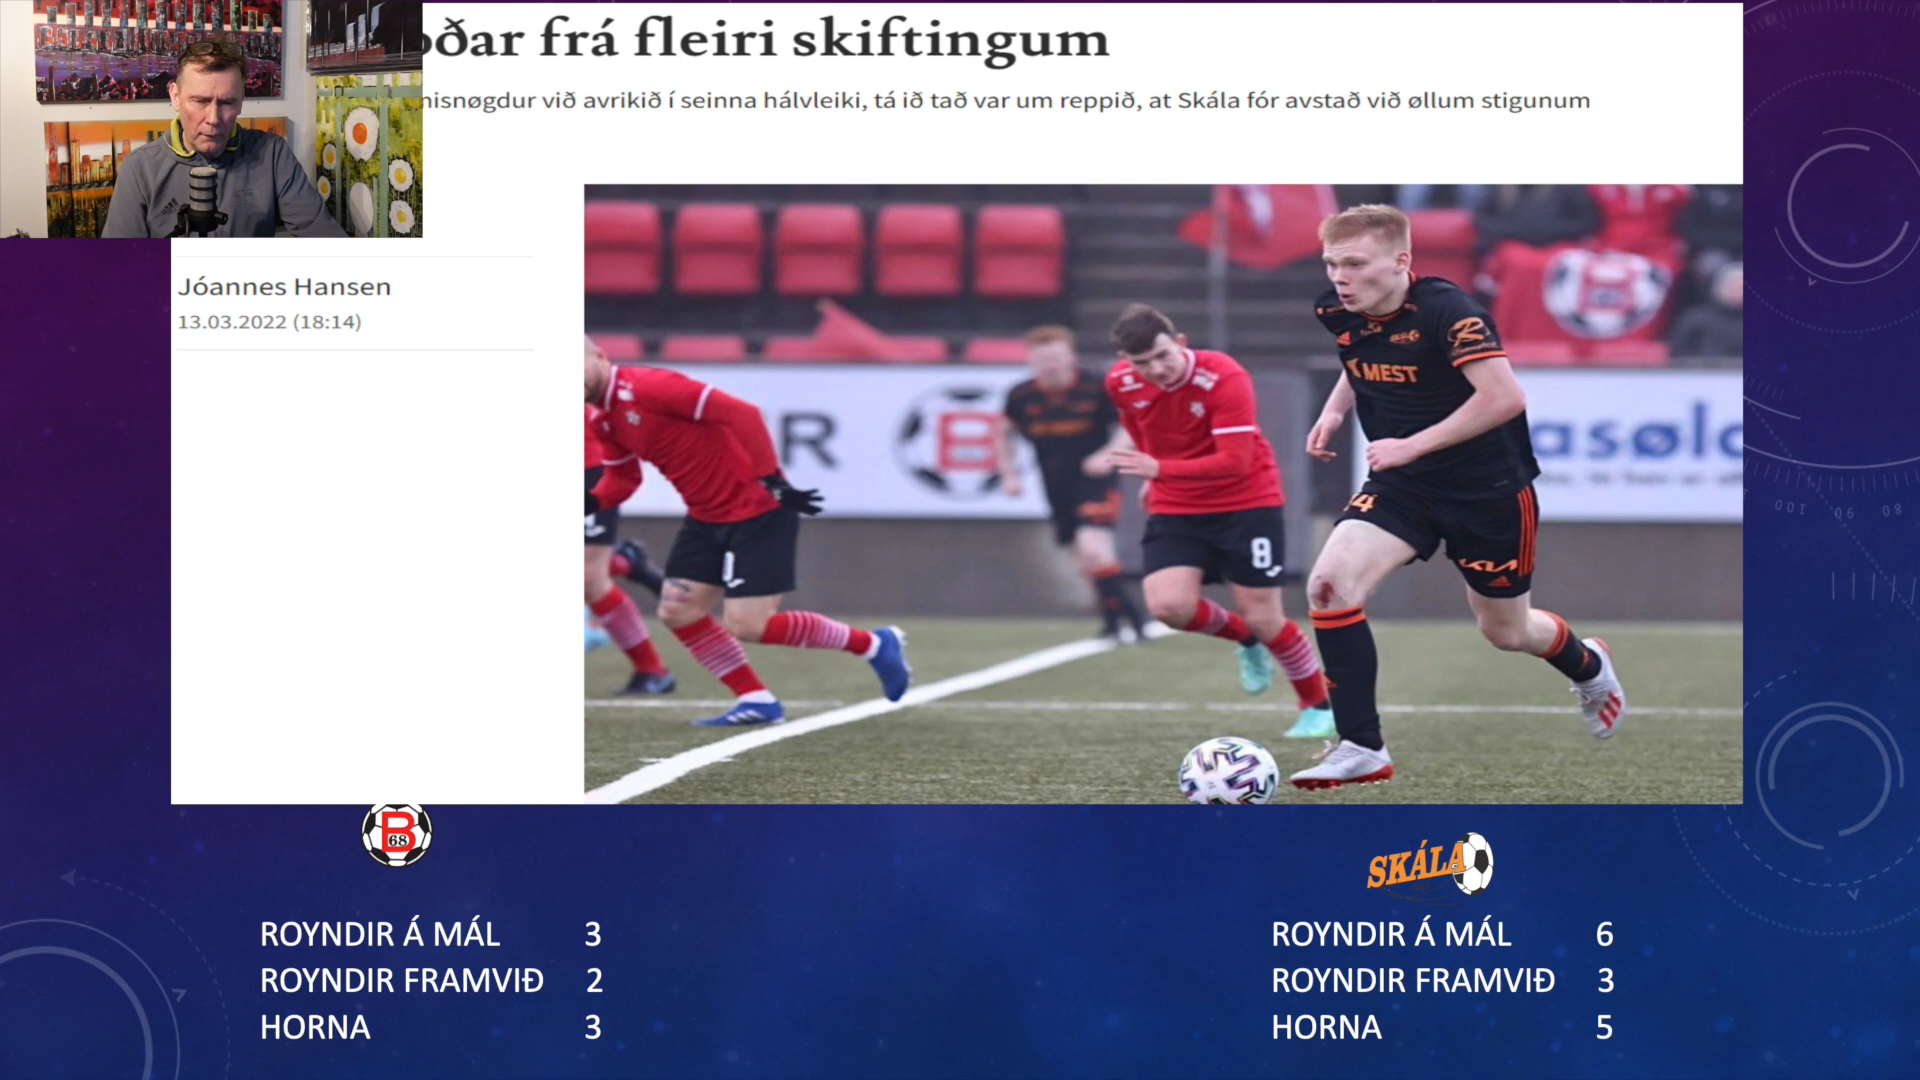 frá fleiri skiftingum
við avrikið í seinna hálvleiki, tá ið tað var um reppið, at Skála fór avstað við øllum stigunum
Jóannes Hansen
13.03.2022 (18:14)
MEST
R
B
8
KIA
B
68
SKÁLA
ROYNDIR Á MÁL 3
ROYNDIR FRAMVIÐ 2
HORNA 3
ROYNDIR Á MÁL 6
ROYNDIR FRAMVIÐ 3
HORNA 5